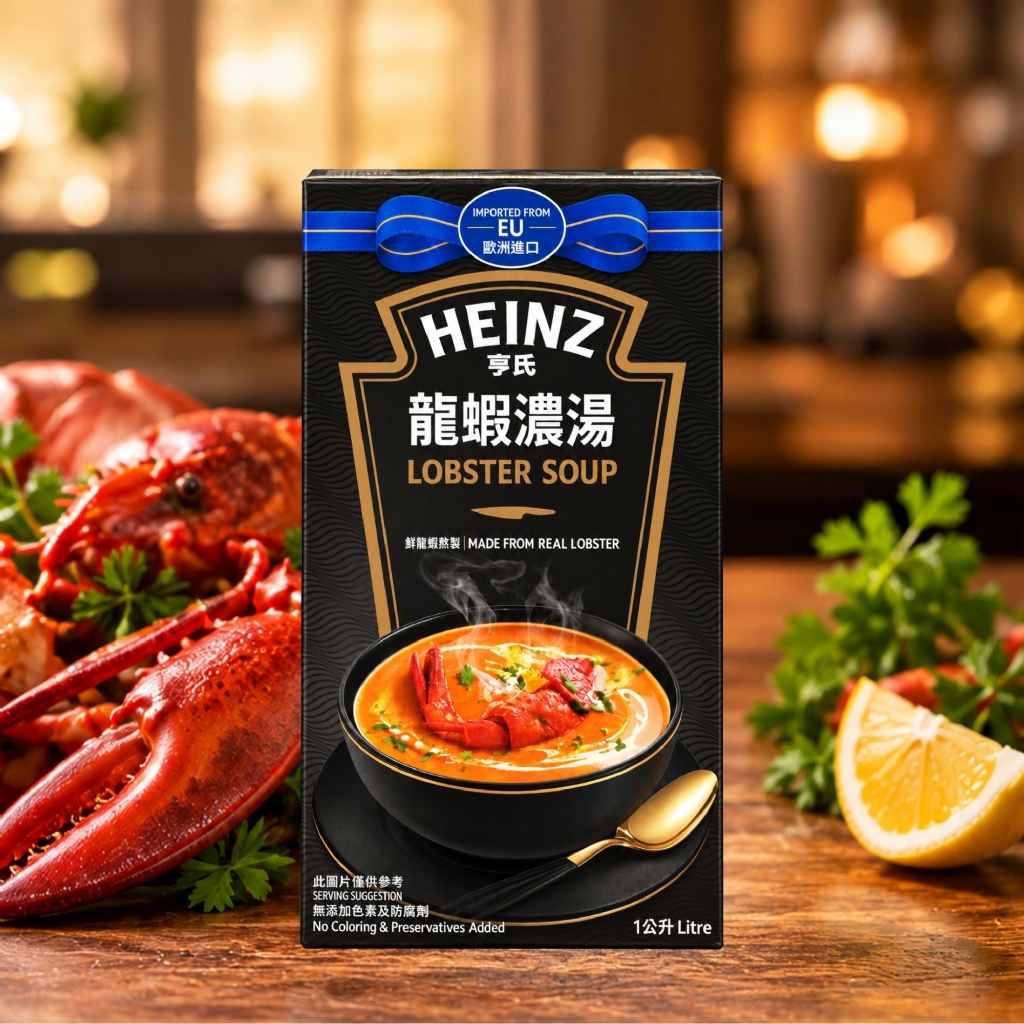 IMPORTED FROM
EU
歐洲進口
HEINZ
亨氏
龍蝦濃湯
LOBSTER SOUP
鮮龍蝦熬製 | MADE FROM REAL LOBSTER
此圖片僅供參考
SERVING SUGGESTION
無添加色素及防腐劑
No Coloring & Preservatives Added
1公升 Litre